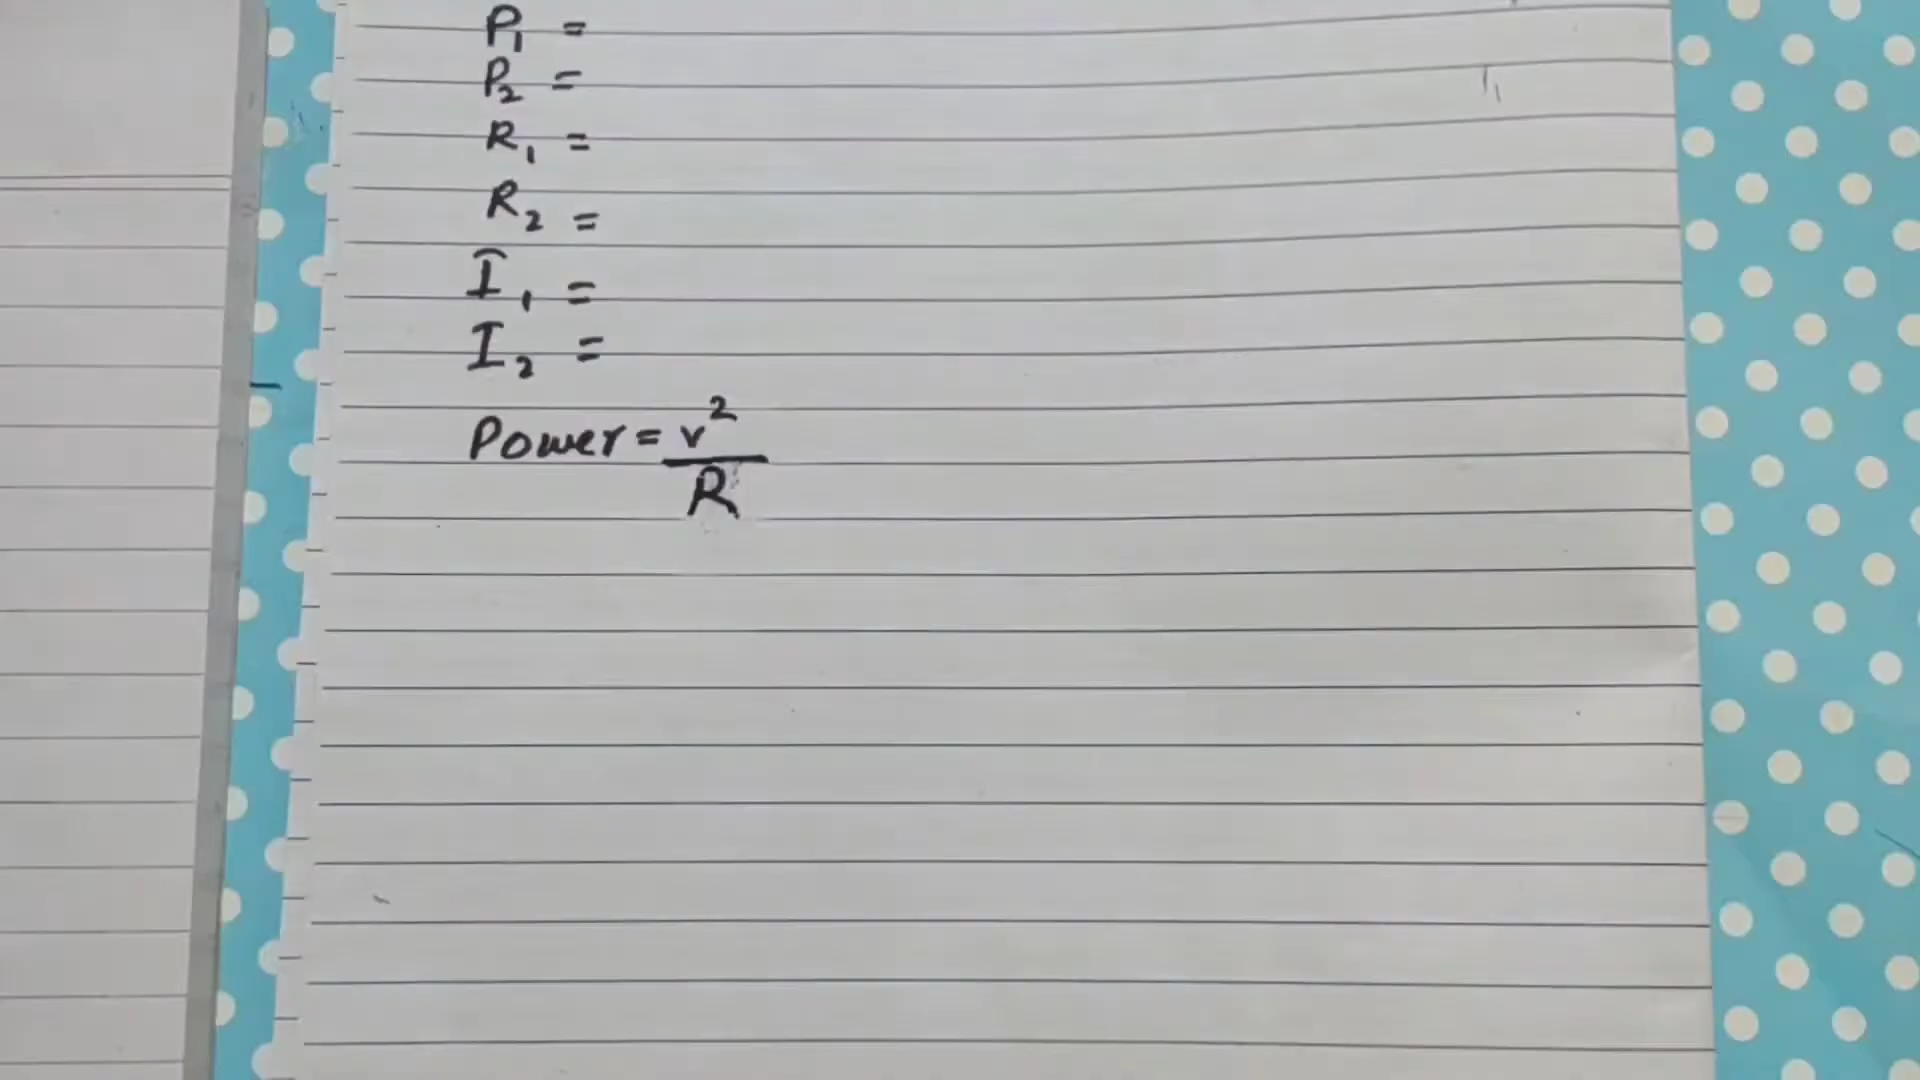 P₁ =
P₂ =
R₁ =
R₂ =
I₁ =
I₂ =
Power = v²
R